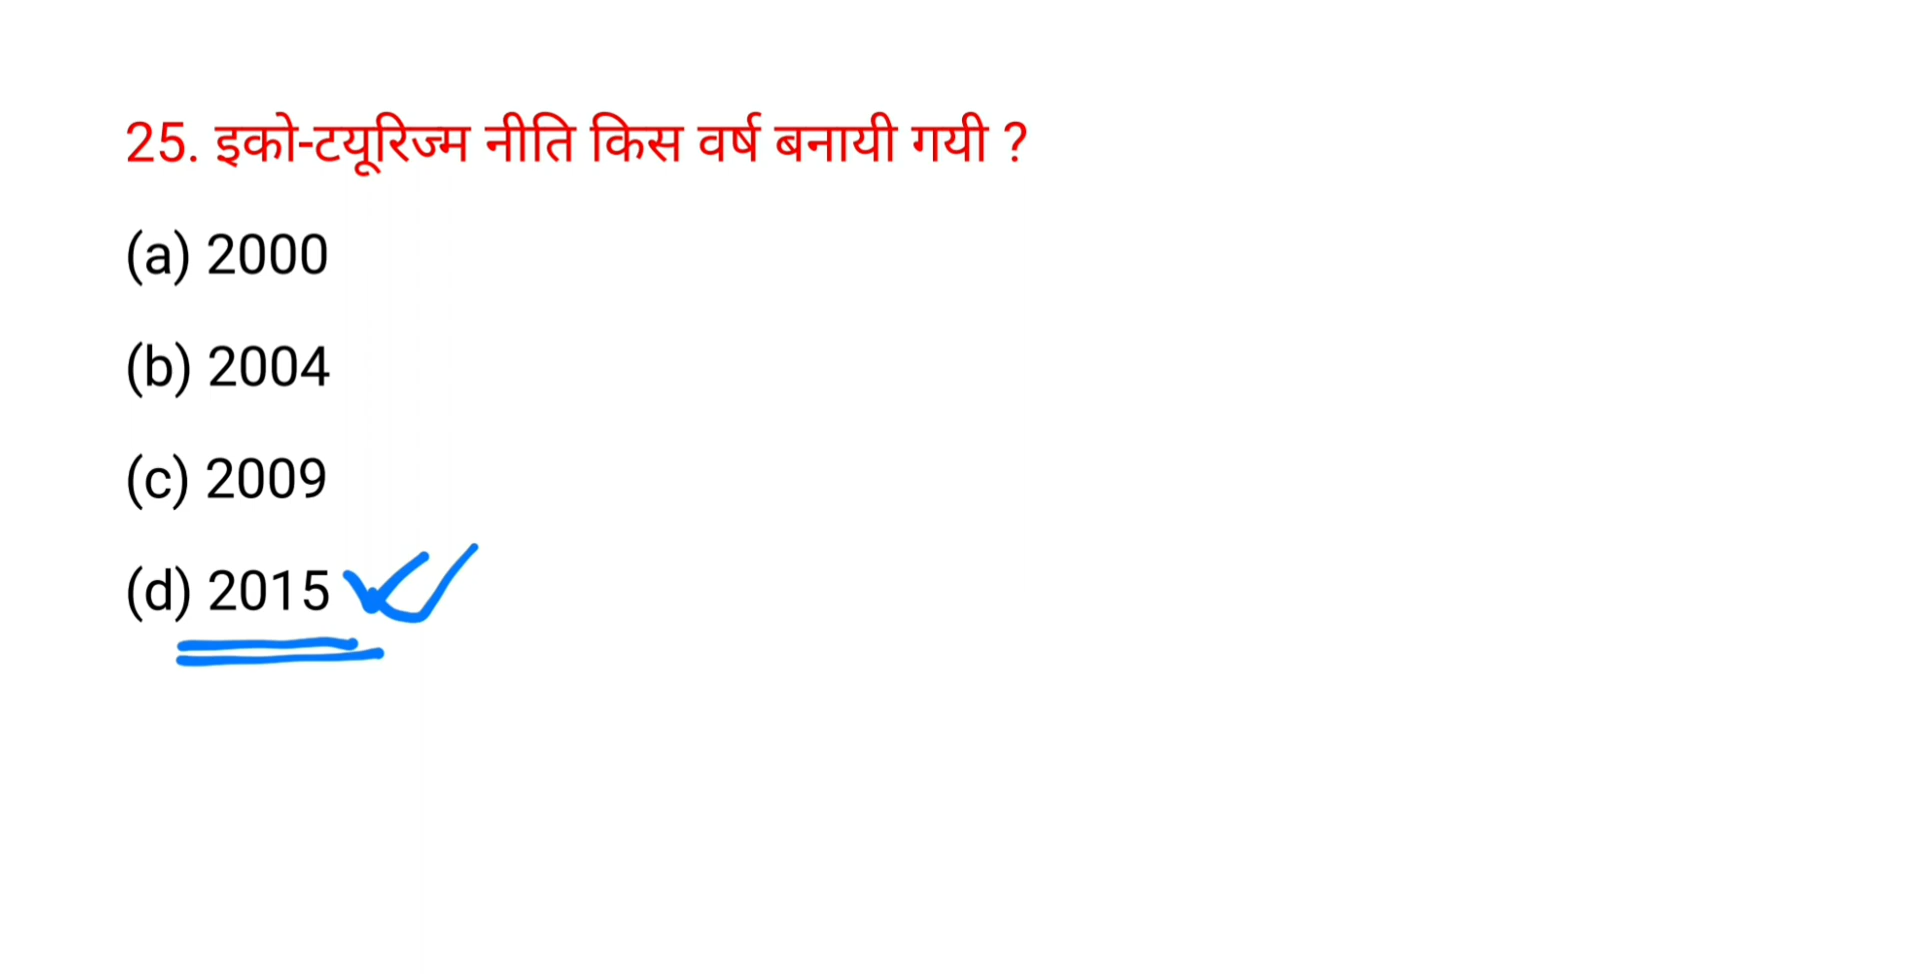 25. इको-टयूरिज्म नीति किस वर्ष बनायी गयी ?
(a) 2000
(b) 2004
(c) 2009
(d) 2015